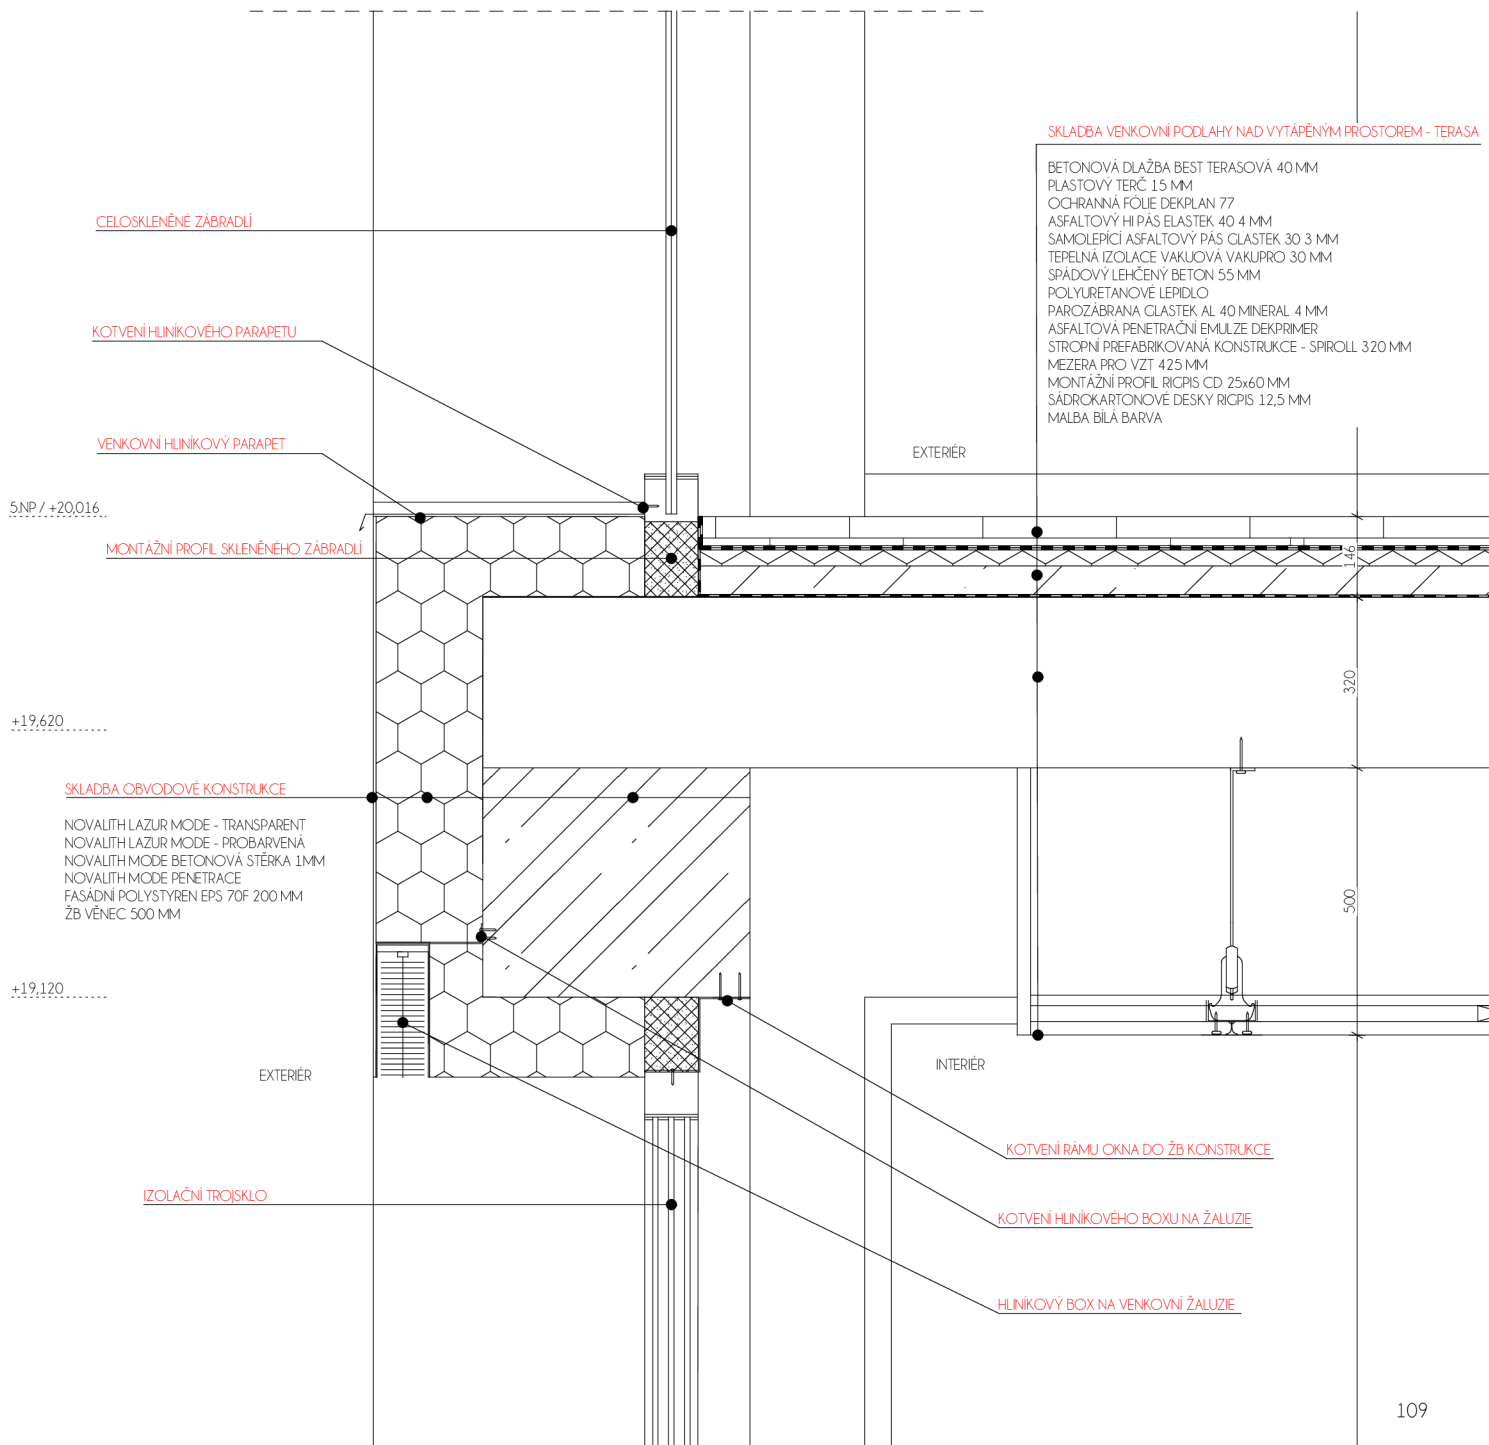 SKLADBA VENKOVNÍ PODLAHY NAD VYTÁPĚNÝM PROSTOREM - TERASA
BETONOVÁ DLAŽBA BEST TERASOVÁ 40 MM
PLASTOVÝ TERČ 15 MM
OCHRANNÁ FÓLIE DEKPLAN 77
ASFALTOVÝ HI PÁS ELASTEK 40 4 MM
SAMOLEPÍCÍ ASFALTOVÝ PÁS GLASTEK 30 3 MM
TEPELNÁ IZOLACE VAKUOVÁ VAKUPRO 30 MM
SPÁDOVÝ LEHČENÝ BETON 55 MM
POLYURETANOVÉ LEPIDLO
PAROZÁBRANA GLASTEK AL 40 MINERAL 4 MM
ASFALTOVÁ PENETRAČNÍ EMULZE DEKPRIMER
STROPNÍ PREFABRIKOVANÁ KONSTRUKCE - SPIROLL 320 MM
MEZERA PRO VZT 425 MM
MONTÁŽNÍ PROFIL RIGPIS CD 25x60 MM
SÁDROKARTONOVÉ DESKY RIGPIS 12,5 MM
MALBA BÍLÁ BARVA
CELOSKLENĚNÉ ZÁBRADLÍ
KOTVENÍ HLINÍKOVÉHO PARAPETU
VENKOVNÍ HLINÍKOVÝ PARAPET
EXTERIÉR
5.NP / +20,016
MONTÁŽNÍ PROFIL SKLENĚNÉHO ZÁBRADLÍ
146
320
+19,620
SKLADBA OBVODOVÉ KONSTRUKCE
NOVALITH LAZUR MODE - TRANSPARENT
NOVALITH LAZUR MODE - PROBARVENÁ
NOVALITH MODE BETONOVÁ STĚRKA 1MM
NOVALITH MODE PENETRACE
FASÁDNÍ POLYSTYREN EPS 70F 200 MM
ŽB VĚNEC 500 MM
500
+19,120
EXTERIÉR
INTERIÉR
KOTVENÍ RÁMU OKNA DO ŽB KONSTRUKCE
IZOLAČNÍ TROJSKLO
KOTVENÍ HLINÍKOVÉHO BOXU NA ŽALUZIE
HLINÍKOVÝ BOX NA VENKOVNÍ ŽALUZIE
109